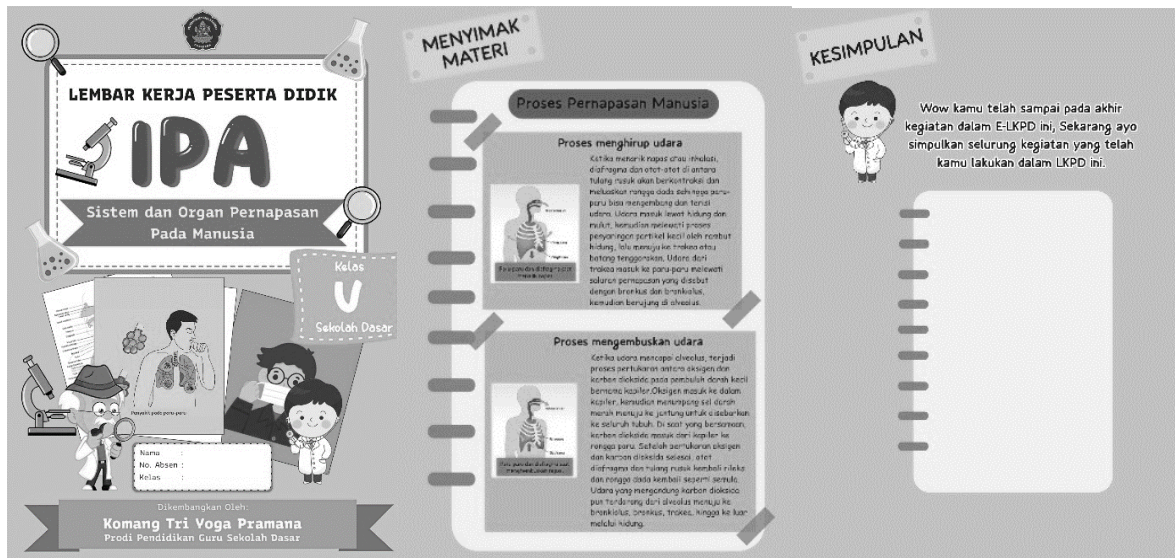 LEMBAR KERJA PESERTA DIDIK
IPA
Sistem dan Organ Pernapasan
Pada Manusia
Kelas
V
Sekolah Dasar
Penyakit pada paru-paru
Nama :
No. Absen :
Kelas :
Dikembangkan Oleh:
Komang Tri Yoga Pramana
Prodi Pendidikan Guru Sekolah Dasar
MENYIMAK
MATERI
Proses Pernapasan Manusia
Proses menghirup udara
Ketika menarik napas atau inhalasi,
diafragma dan otot-otot di antara
tulang rusuk akan berkontraksi dan
meluaskan rongga dada sehingga paru-
paru bisa mengembang dan terisi
udara. Udara masuk lewat hidung dan
mulut, kemudian melewati proses
penyaringan partikel kecil oleh rambut
hidung, lalu menuju ke trakea atau
batang tenggorokan. Udara dari
trakea masuk ke paru-paru melewati
saluran pernapasan yang disebut
dengan bronkus dan bronkiolus,
kemudian berujung di alveolus.
Proses mengembuskan udara
Ketika udara mencapai alveolus, terjadi
proses pertukaran antara oksigen dan
karbon dioksida pada pembuluh darah kecil
bernama kapiler.Oksigen masuk ke dalam
kapiler, kemudian menumpang sel darah
merah menuju ke jantung untuk disebarkan
ke seluruh tubuh. Di saat yang bersamaan,
karbon dioksida masuk dari kapiler ke
rongga paru. Setelah pertukaran oksigen
dan karbon dioksida selesai, otot
diafragma dan tulang rusuk kembali rileks
dan rongga dada kembali seperti semula.
Udara yang mengandung karbon dioksida
pun terdorong dari alveolus menuju ke
bronkiolus, bronkus, trakea, hingga ke luar
melalui hidung.
KESIMPULAN
Wow kamu telah sampai pada akhir
kegiatan dalam E-LKPD ini, Sekarang ayo
simpulkan selurung kegiatan yang telah
kamu lakukan dalam LKPD ini.